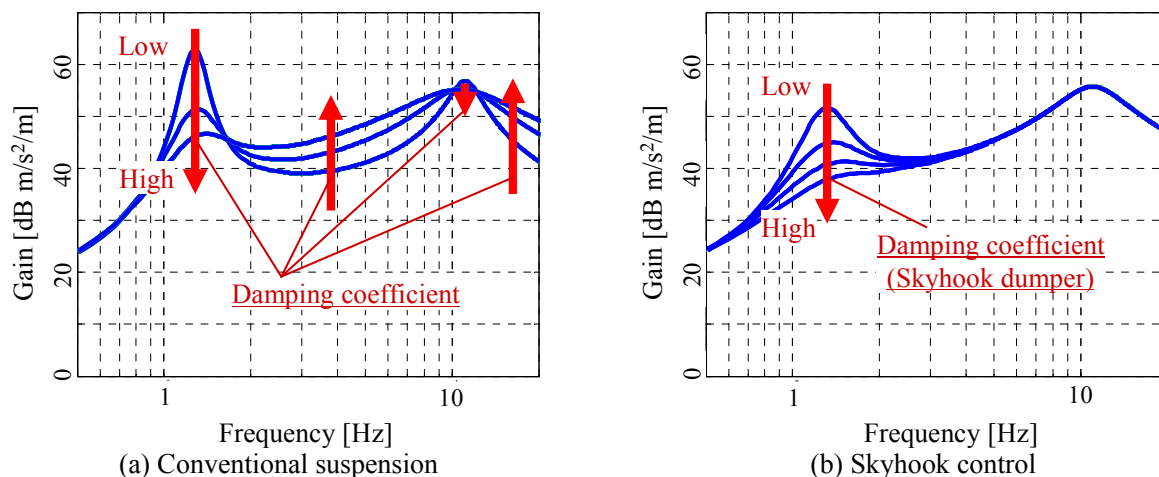 Gain [dB m/s²/m]
60
40
20
0
Low
High
Damping coefficient
1
10
Frequency [Hz]
(a) Conventional suspension
Gain [dB m/s²/m]
60
40
20
0
Low
High
Damping coefficient
(Skyhook dumper)
1
10
Frequency [Hz]
(b) Skyhook control